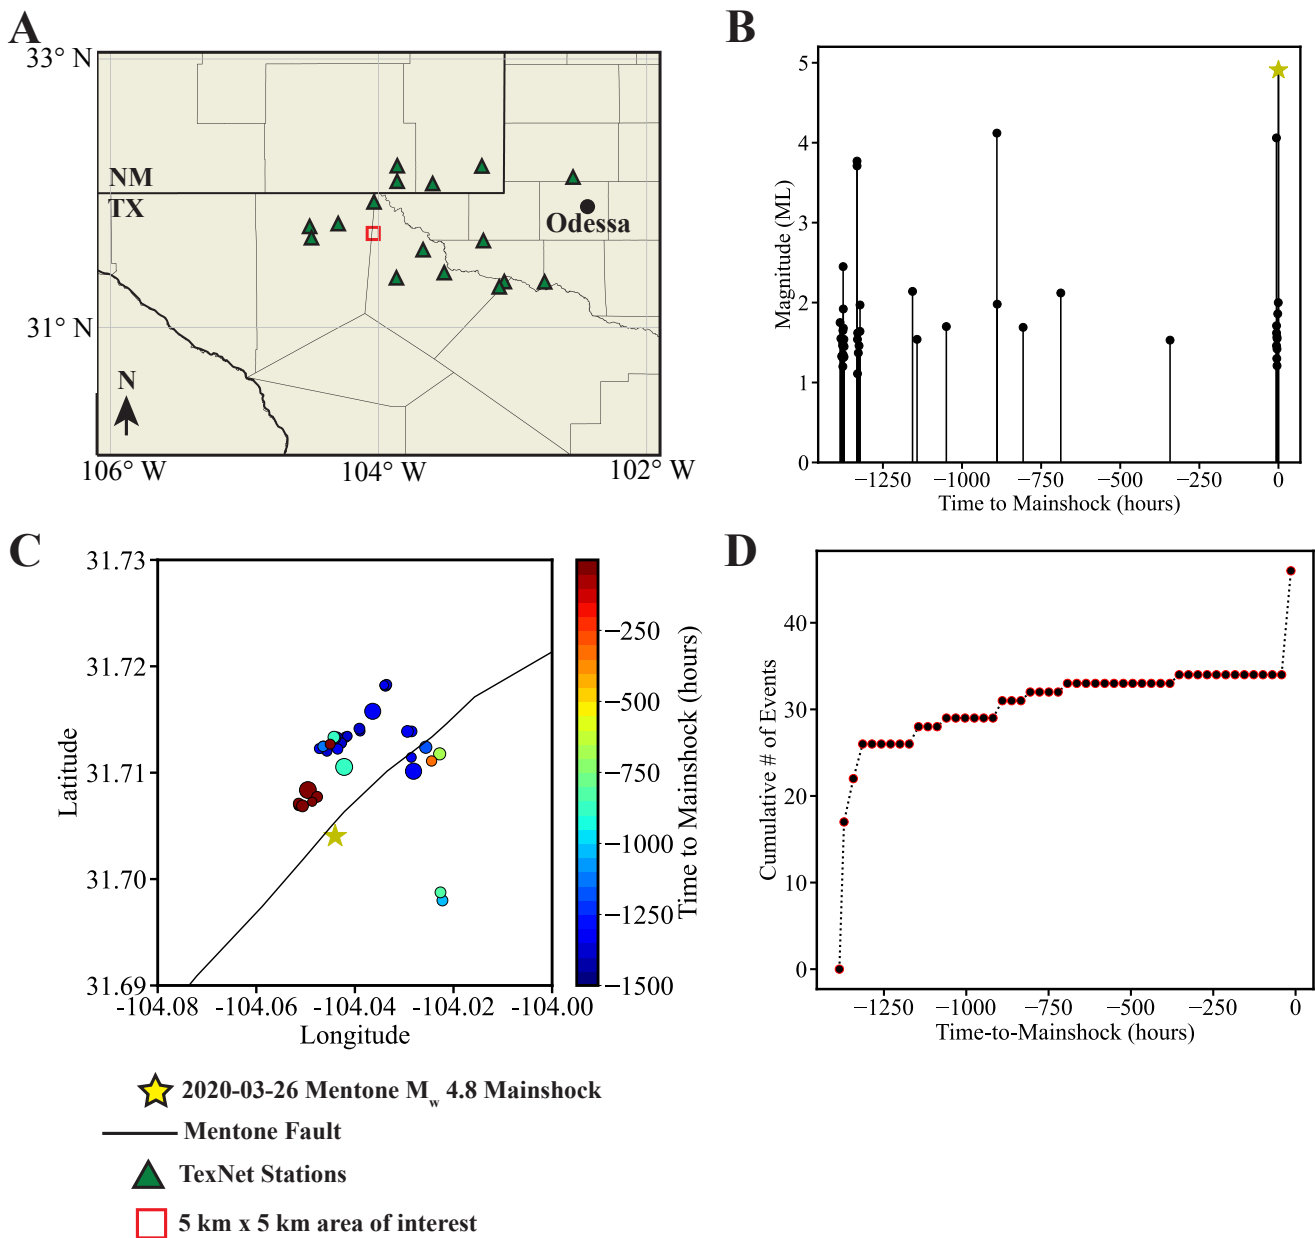 A
33° N
NM
TX
Odessa
31° N
N
106° W
104° W
102° W
B
Magnitude (ML)
5
4
3
2
1
0
−1250
−1000
−750
−500
−250
0
Time to Mainshock (hours)
C
Latitude
31.73
31.72
31.71
31.70
31.69
-104.08
-104.06
-104.04
-104.02
-104.00
Longitude
−250
−500
−750
−1000
−1250
−1500
Time to Mainshock (hours)
D
Cumulative # of Events
40
30
20
10
0
−1250
−1000
−750
−500
−250
0
Time-to-Mainshock (hours)
2020-03-26 Mentone Mw 4.8 Mainshock
Mentone Fault
TexNet Stations
5 km x 5 km area of interest